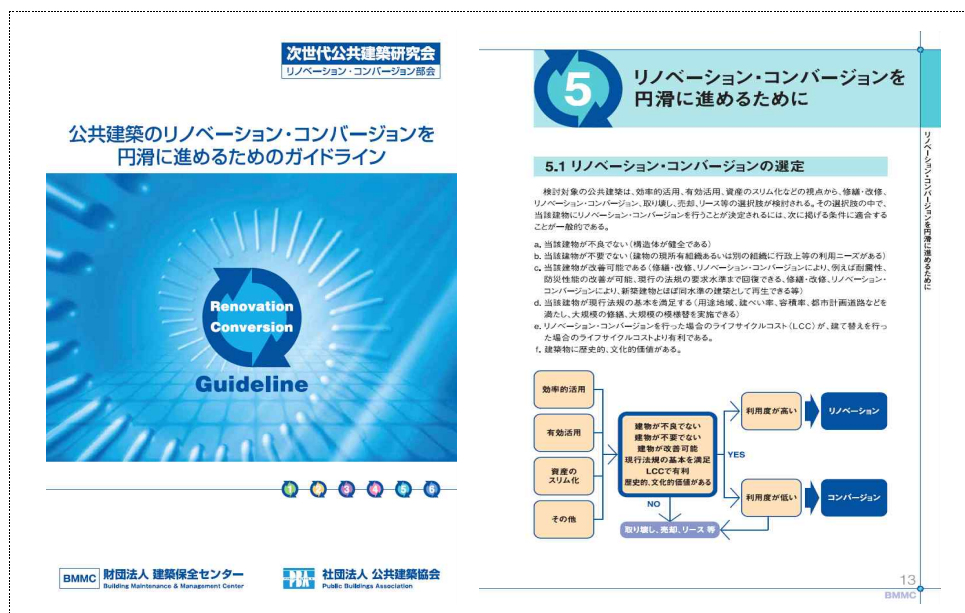 次世代公共建築研究会
リノベーション・コンバージョン部会
公共建築のリノベーション・コンバージョンを
円滑に進めるためのガイドライン
Renovation
Conversion
Guideline
1 2 3 4 5 6
BMMC 財団法人 建築保全センター
Building Maintenance & Management Center
PBA 社団法人 公共建築協会
Public Buildings Association
5
リノベーション・コンバージョンを
円滑に進めるために
リノベーション・コンバージョンを円滑に進めるために
5.1 リノベーション・コンバージョンの選定
検討対象の公共建築は、効率的活用、有効活用、資産のスリム化などの視点から、修繕・改修、
リノベーション・コンバージョン、取り壊し、売却、リース等の選択肢が検討される。その選択肢の中で、
当該建物にリノベーション・コンバージョンを行うことが決定されるには、次に掲げる条件に適合する
ことが一般的である。
a. 当該建物が不良でない(構造体が健全である)
b. 当該建物が不要でない(建物の現所有組織あるいは別の組織に行政上等の利用ニーズがある)
c. 当該建物が改善可能である(修繕・改修、リノベーション・コンバージョンにより、例えば耐震性、
防災性能の改善が可能、現行の法規の要求水準まで回復できる、修繕・改修、リノベーション・
コンバージョンにより、新築建物とほぼ同水準の建築として再生できる等)
d. 当該建物が現行法規の基本を満足する(用途地域、建ぺい率、容積率、都市計画道路などを
満たし、大規模の修繕、大規模の模様替を実施できる)
e. リノベーション・コンバージョンを行った場合のライフサイクルコスト(LCC)が、建て替えを行っ
た場合のライフサイクルコストより有利である。
f. 建築物に歴史的、文化的価値がある。
効率的活用
有効活用
資産の
スリム化
その他
建物が不良でない
建物が不要でない
建物が改善可能
現行法規の基本を満足
LCCで有利
歴史的、文化的価値がある
YES
NO
利用度が高い
リノベーション
利用度が低い
コンバージョン
取り壊し、売却、リース 等
13
BMMC